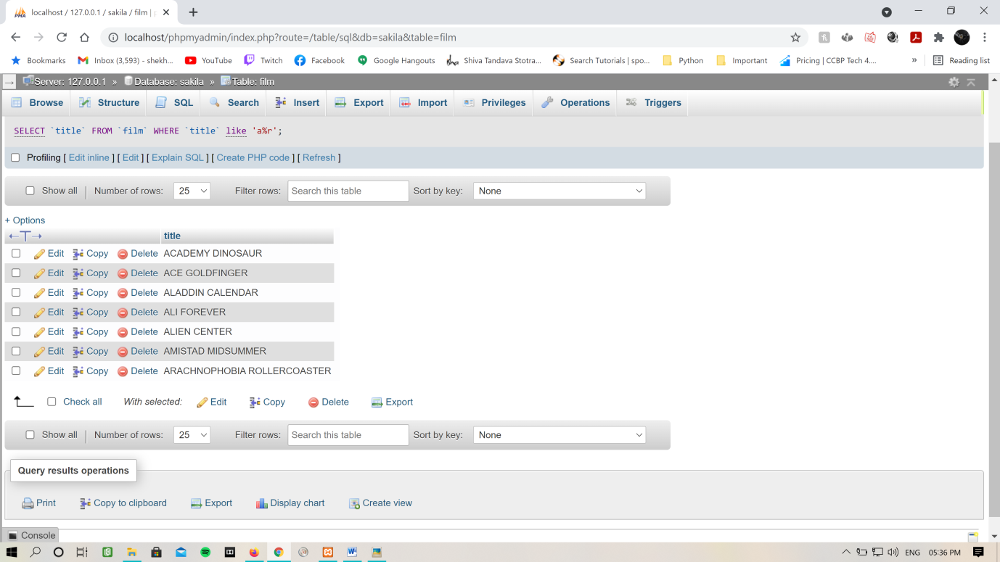 localhost / 127.0.0.1 / sakila / film |
localhost/phpmyadmin/index.php?route=/table/sql&db=sakila&table=film
Bookmarks Inbox (3,593) - shekh... YouTube Twitch Facebook Google Hangouts Shiva Tandava Stotra... Search Tutorials | spo... Python Important Pricing | CCBP Tech 4.... » Reading list
Server: 127.0.0.1 » Database: sakila » Table: film
Browse Structure SQL Search Insert Export Import Privileges Operations Triggers
SELECT `title` FROM `film` WHERE `title` like 'a%r';
Profiling [ Edit inline ] [ Edit ] [ Explain SQL ] [ Create PHP code ] [ Refresh ]
Show all | Number of rows: 25 Filter rows: Search this table Sort by key: None
+ Options
←T→ title
Edit Copy Delete ACADEMY DINOSAUR
Edit Copy Delete ACE GOLDFINGER
Edit Copy Delete ALADDIN CALENDAR
Edit Copy Delete ALI FOREVER
Edit Copy Delete ALIEN CENTER
Edit Copy Delete AMISTAD MIDSUMMER
Edit Copy Delete ARACHNOPHOBIA ROLLERCOASTER
Check all With selected: Edit Copy Delete Export
Show all | Number of rows: 25 Filter rows: Search this table Sort by key: None
Query results operations
Print Copy to clipboard Export Display chart Create view
Console
ENG 05:36 PM